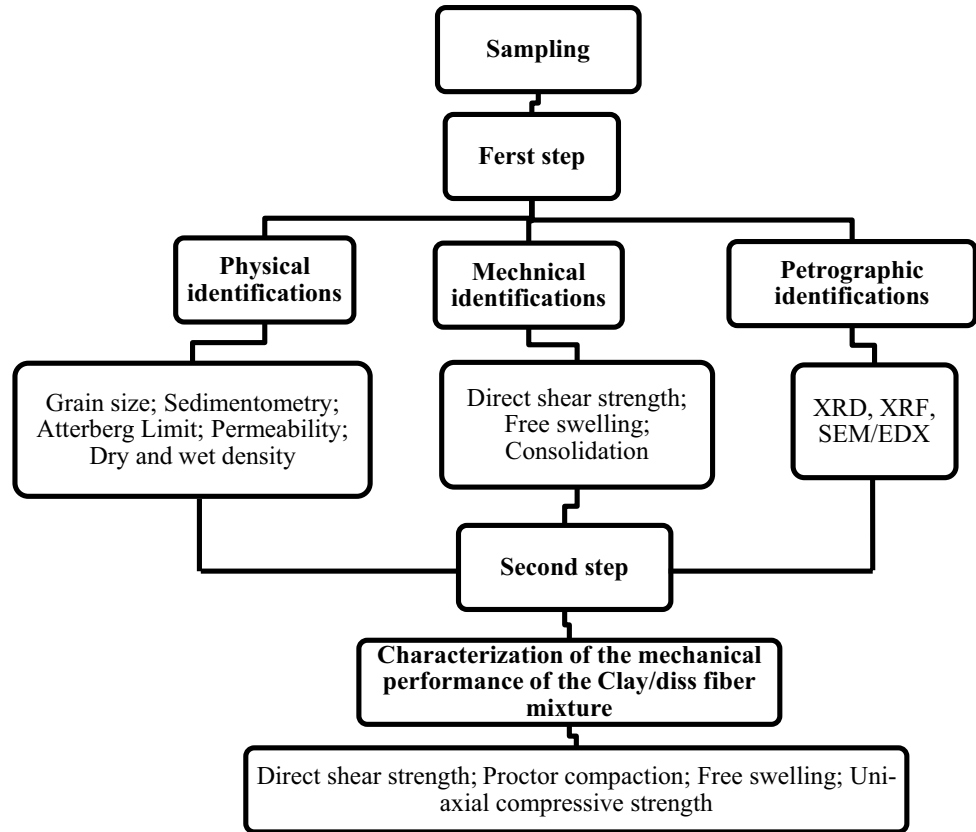 Sampling
Ferst step
Physical
identifications
Mechnical
identifications
Petrographic
identifications
Grain size; Sedimentometry;
Atterberg Limit; Permeability;
Dry and wet density
Direct shear strength;
Free swelling;
Consolidation
XRD, XRF,
SEM/EDX
Second step
Characterization of the mechanical
performance of the Clay/diss fiber
mixture
Direct shear strength; Proctor compaction; Free swelling; Uni-
axial compressive strength